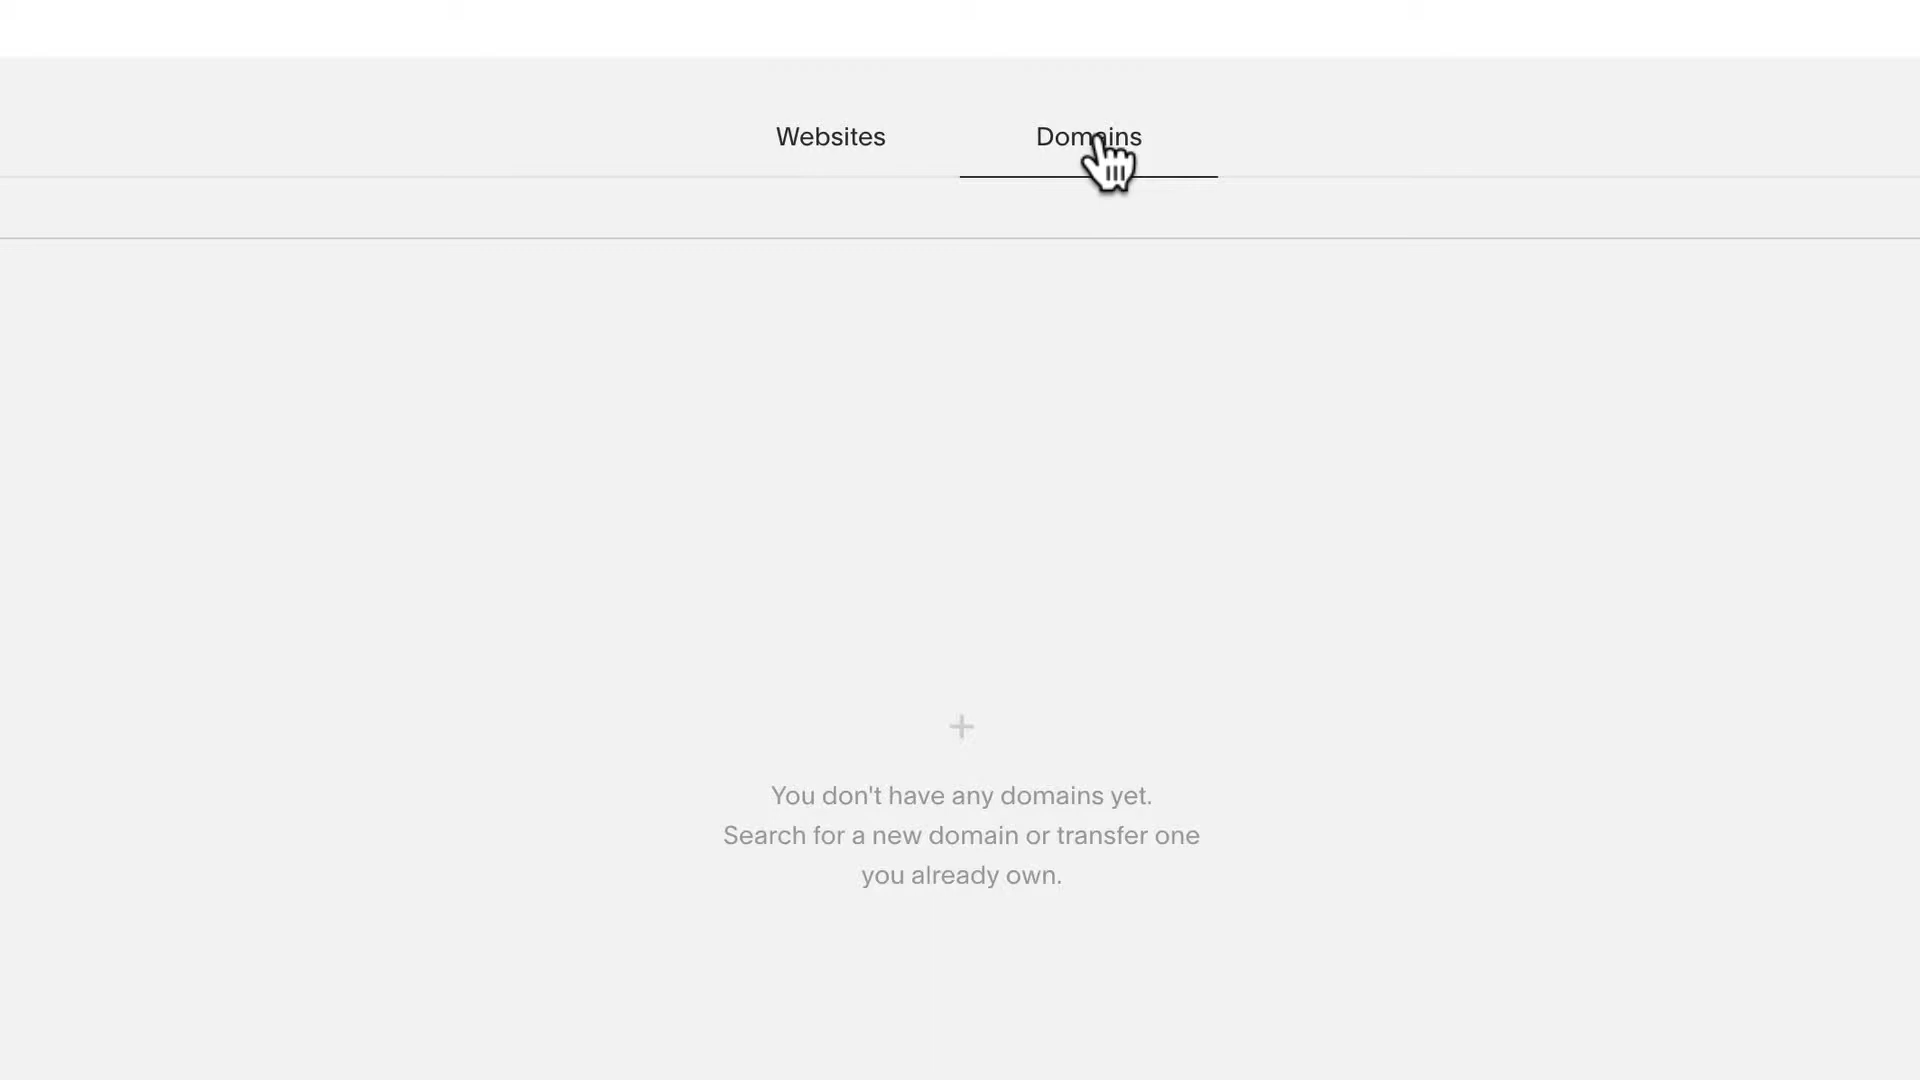 Websites
Domains
You don't have any domains yet.
Search for a new domain or transfer one
you already own.